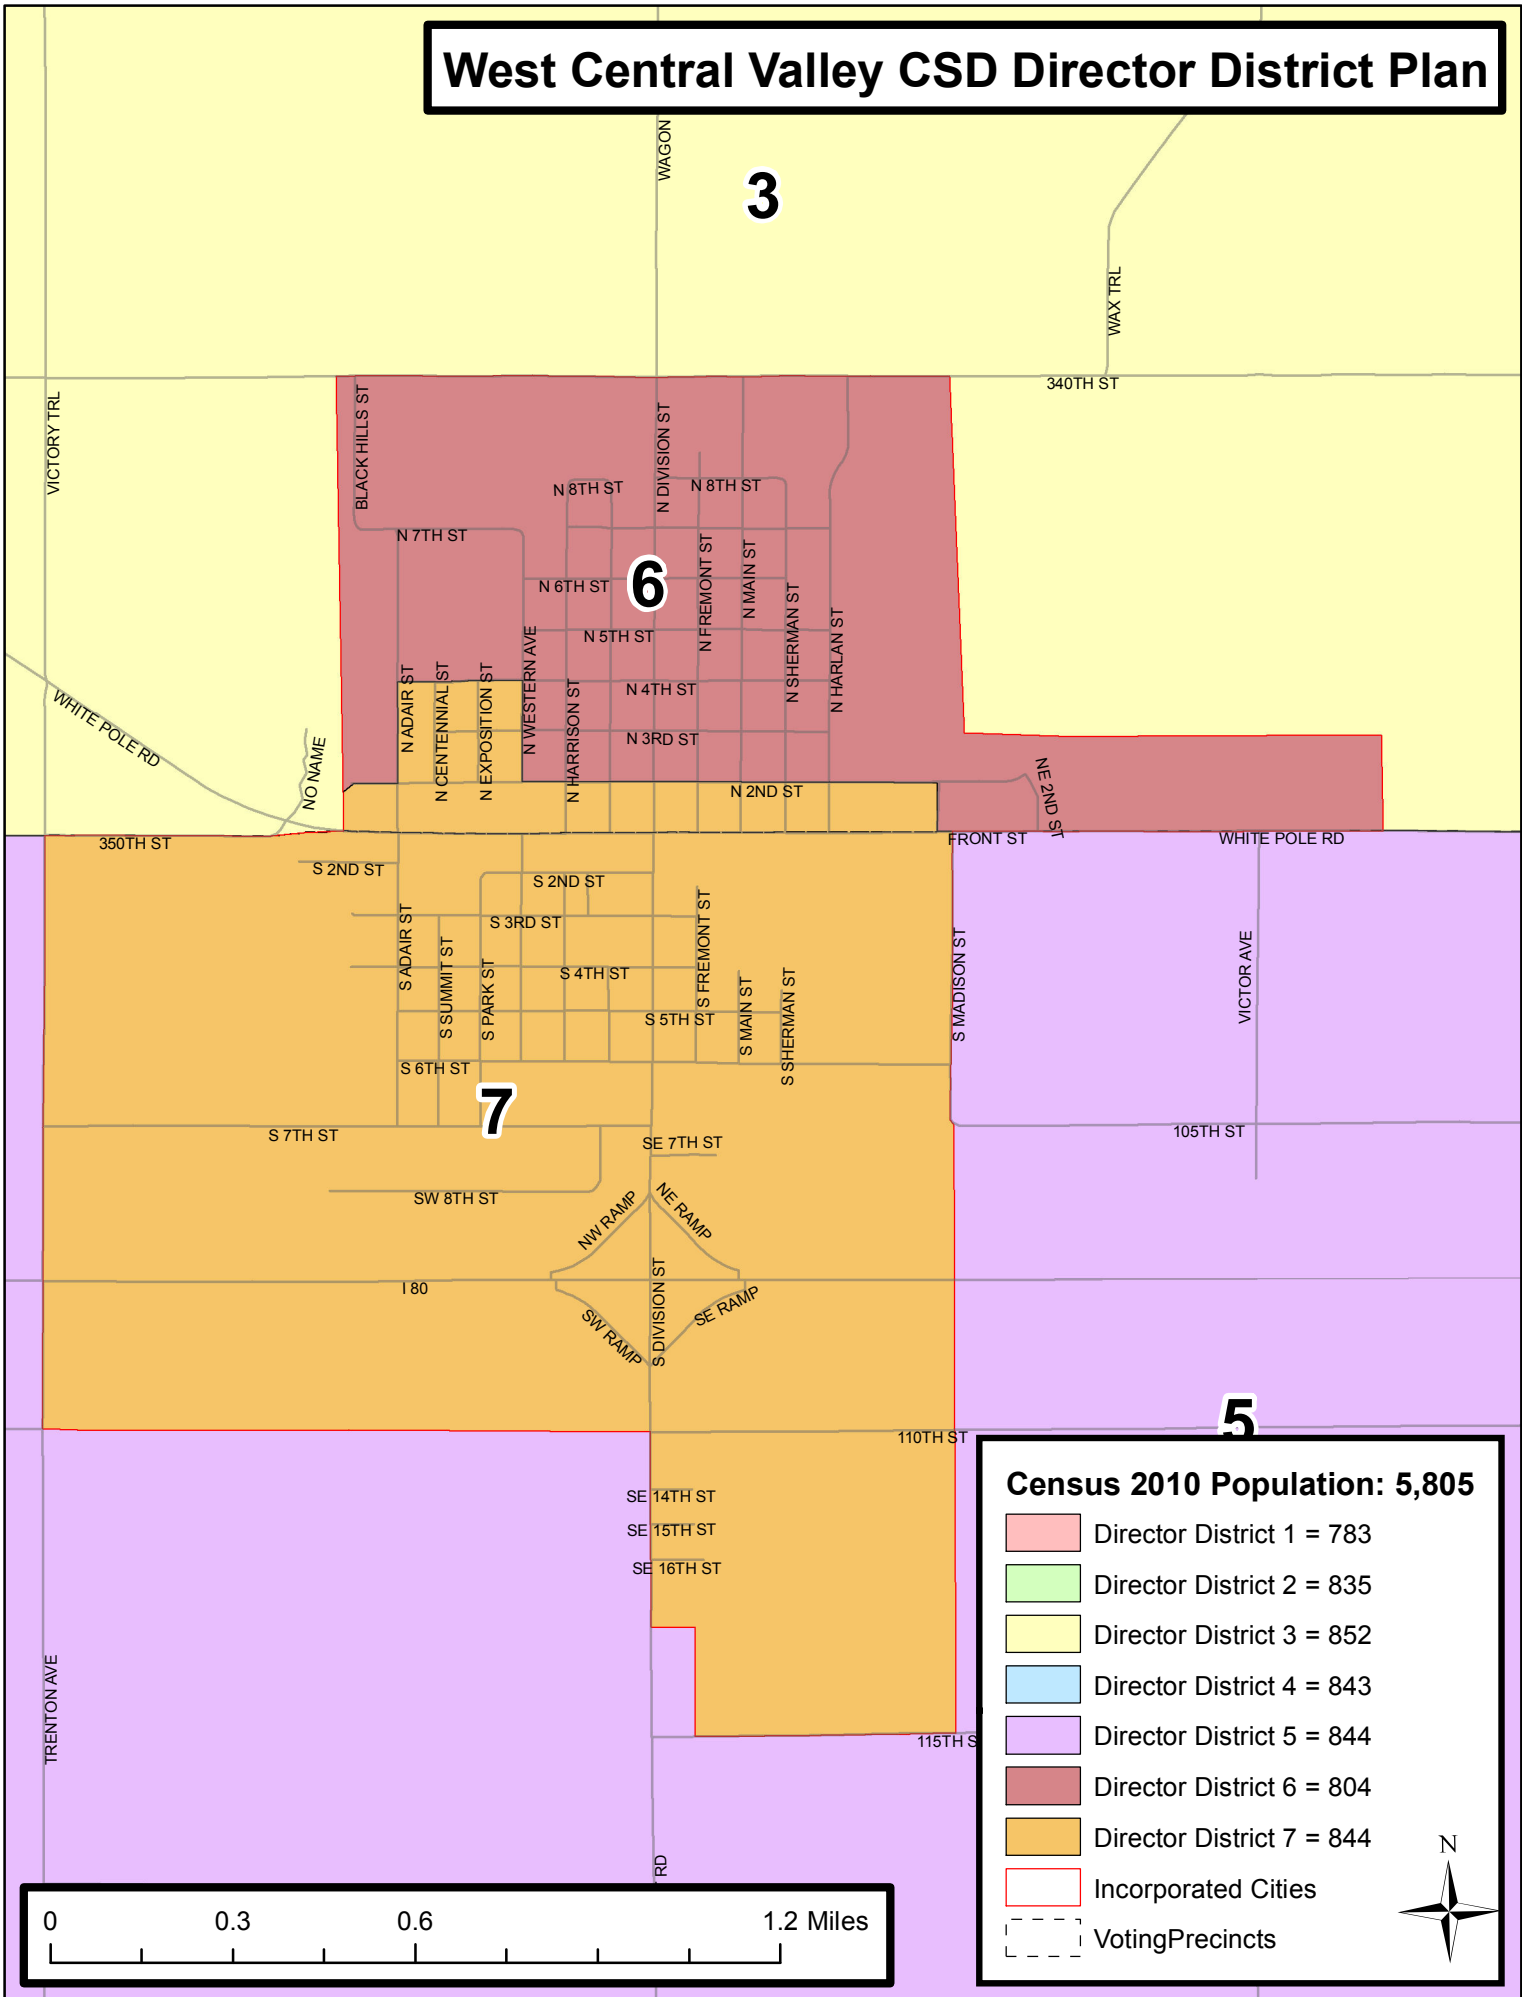 West Central Valley CSD Director District Plan
WAGON
3
WAX TRL
340TH ST
VICTORY TRL
BLACK HILLS ST
N DIVISION ST
N 8TH ST
N 8TH ST
N 7TH ST
N FREMONT ST
N MAIN ST
N 6TH ST
6
N SHERMAN ST
N HARLAN ST
N 5TH ST
N WESTERN AVE
N ADAIR ST
N CENTENNIAL ST
N EXPOSITION ST
N HARRISON ST
N 4TH ST
N 3RD ST
WHITE POLE RD
NO NAME
N 2ND ST
NE 2ND ST
350TH ST
FRONT ST
WHITE POLE RD
S 2ND ST
S 2ND ST
S 3RD ST
S ADAIR ST
S SUMMIT ST
S PARK ST
S FREMONT ST
S 4TH ST
S MAIN ST
S SHERMAN ST
S MADISON ST
VICTOR AVE
S 5TH ST
S 6TH ST
7
S 7TH ST
SE 7TH ST
105TH ST
SW 8TH ST
NW RAMP
NE RAMP
I 80
S DIVISION ST
SW RAMP
SE RAMP
5
110TH ST
SE 14TH ST
SE 15TH ST
SE 16TH ST
TRENTON AVE
115TH S
RD
Census 2010 Population: 5,805
Director District 1 = 783
Director District 2 = 835
Director District 3 = 852
Director District 4 = 843
Director District 5 = 844
Director District 6 = 804
Director District 7 = 844
Incorporated Cities
VotingPrecincts
N
0 0.3 0.6 1.2 Miles